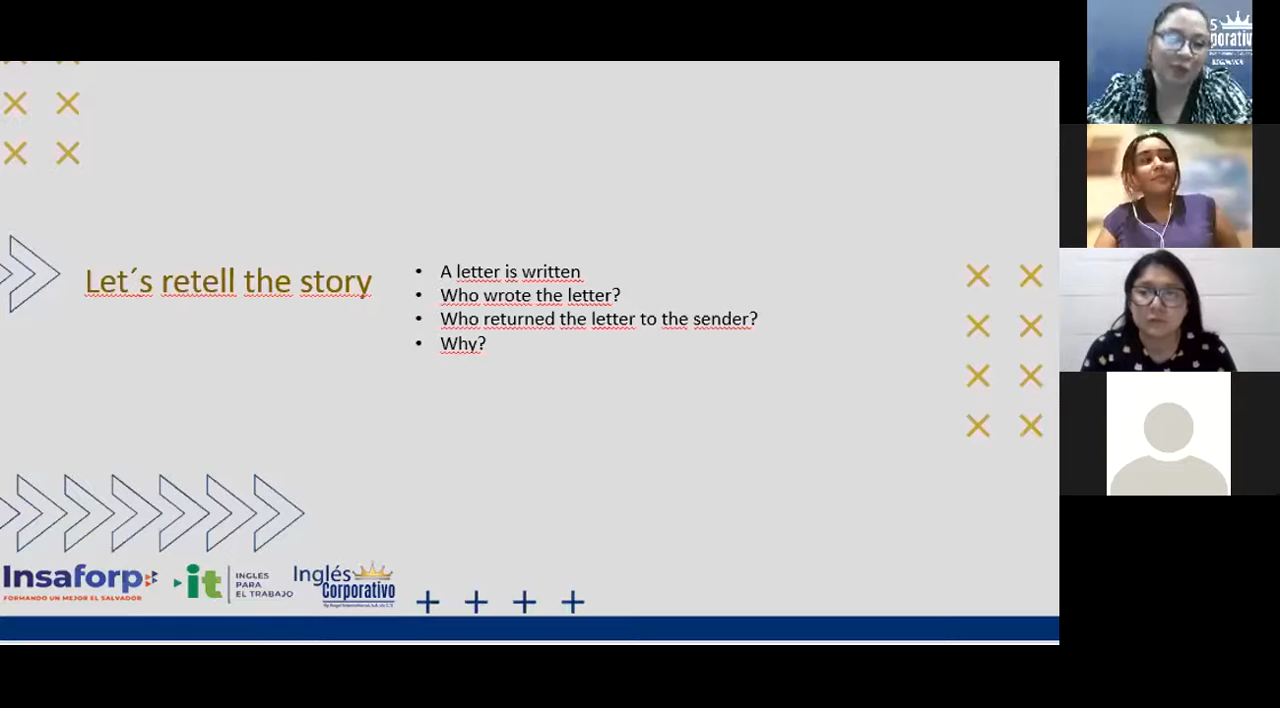 Let´s retell the story
• A letter is written
• Who wrote the letter?
• Who returned the letter to the sender?
• Why?
Insaforp
FORMANDO UN MEJOR EL SALVADOR
it
INGLÉS
PARA
EL TRABAJO
Inglés
Corporativo